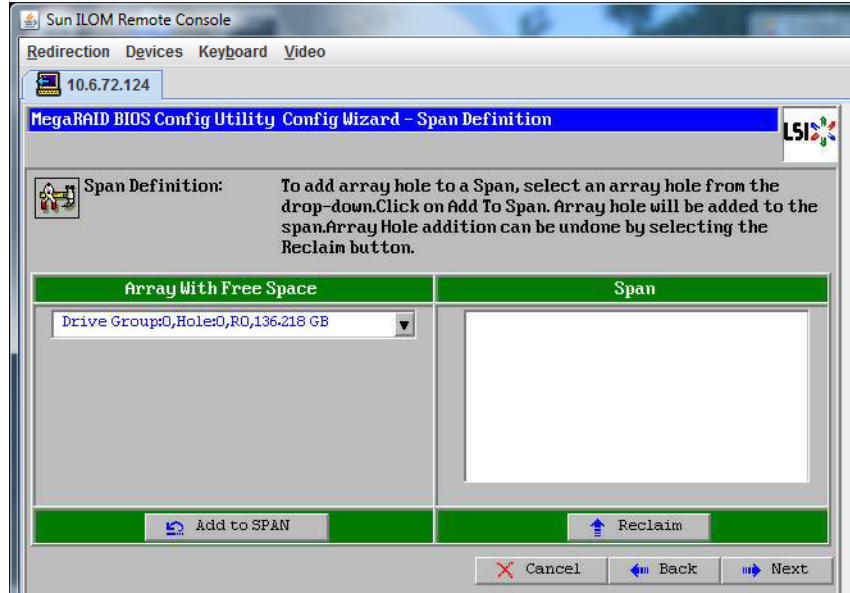 Sun ILOM Remote Console
Redirection Devices Keyboard Video
10.6.72.124
MegaRAID BIOS Config Utility Config Wizard - Span Definition
LSI
Span Definition:
To add array hole to a Span, select an array hole from the
drop-down.Click on Add To Span. Array hole will be added to the
span.Array Hole addition can be undone by selecting the
Reclaim button.
Array With Free Space
Span
Drive Group:0,Hole:0,R0,136.218 GB
Add to SPAN
Reclaim
Cancel
Back
Next